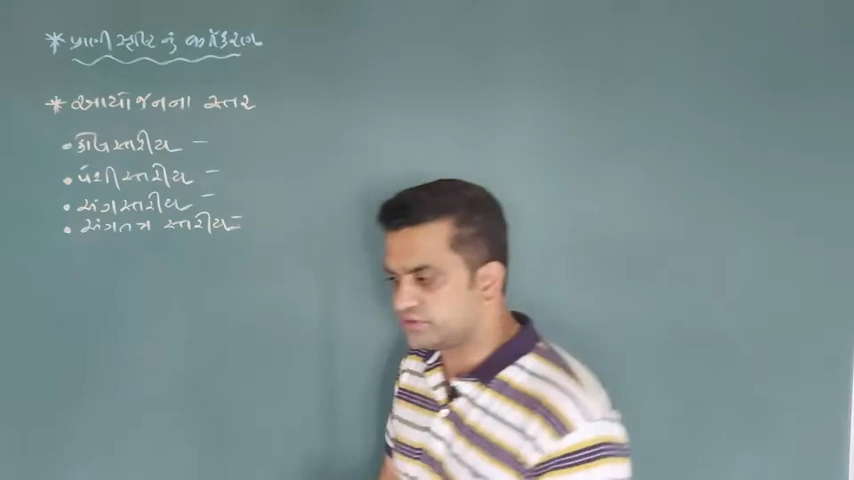 * પ્રાણી સૃષ્ટિ નું વર્ગીકરણ
* આયોજનના સ્તર
• કોષસ્તરીય –
• પેશીસ્તરીય –
• અંગસ્તરીય –
• અંગતંત્ર સ્તરીય –